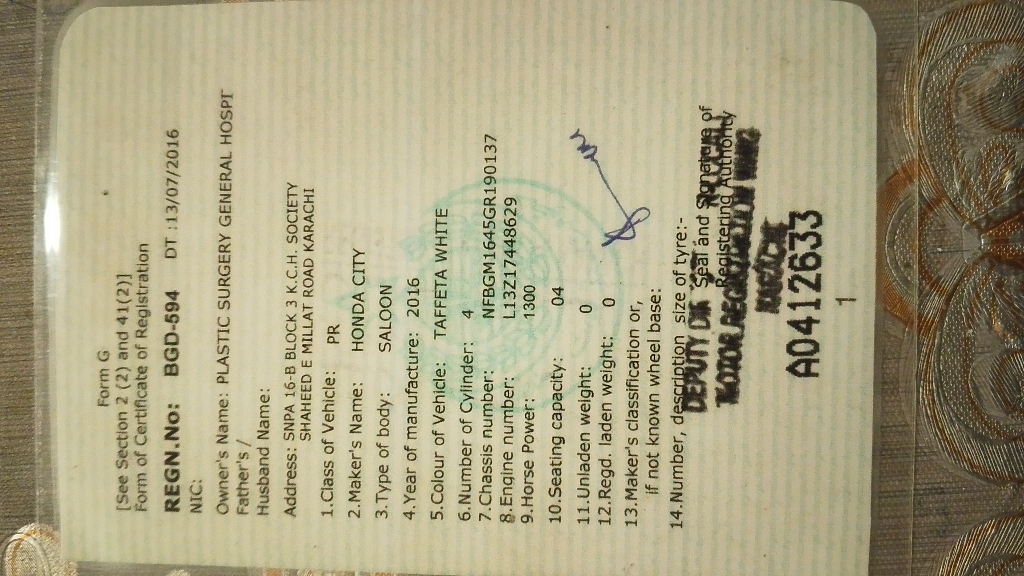 Form G
[See Section 2 (2) and 41(2)]
Form of Certificate of Registration
REGN.No: BGD-594 DT :13/07/2016
NIC:
Owner's Name: PLASTIC SURGERY GENERAL HOSPI
Father's /
Husband Name:
Address: SNPA 16-B BLOCK 3 K.C.H. SOCIETY
SHAHEED E MILLAT ROAD KARACHI
1.Class of Vehicle: PR
2.Maker's Name: HONDA CITY
3.Type of body: SALOON
4.Year of manufacture: 2016
5.Colour of Vehicle: TAFFETA WHITE
6.Number of Cylinder: 4
7.Chassis number: NFBGM1645GR190137
8.Engine number: L13Z17448629
9.Horse Power: 1300
10.Seating capacity: 04
11.Unladen weight: 0
12.Regd. laden weight: 0
13.Maker's classification or,
if not known wheel base:
14.Number, description size of tyre:-
Seal and Signature of
Registering Authority
DEPUTY
MOTOR REGISTRATION WING
KARACHI
A0412633
1